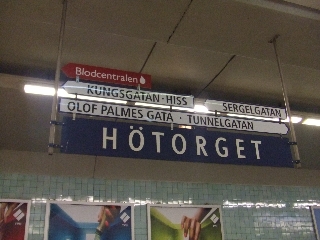 Blodcentralen
KUNGSGATAN · HISS
SERGELGATAN
OLOF PALMES GATA · TUNNELGATAN
HÖTORGET